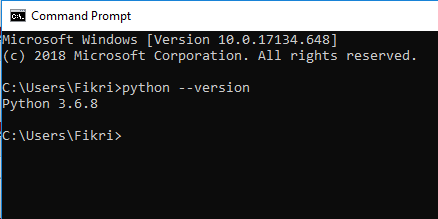 Command Prompt
Microsoft Windows [Version 10.0.17134.648]
(c) 2018 Microsoft Corporation. All rights reserved.
C:\Users\Fikri>python --version
Python 3.6.8
C:\Users\Fikri>